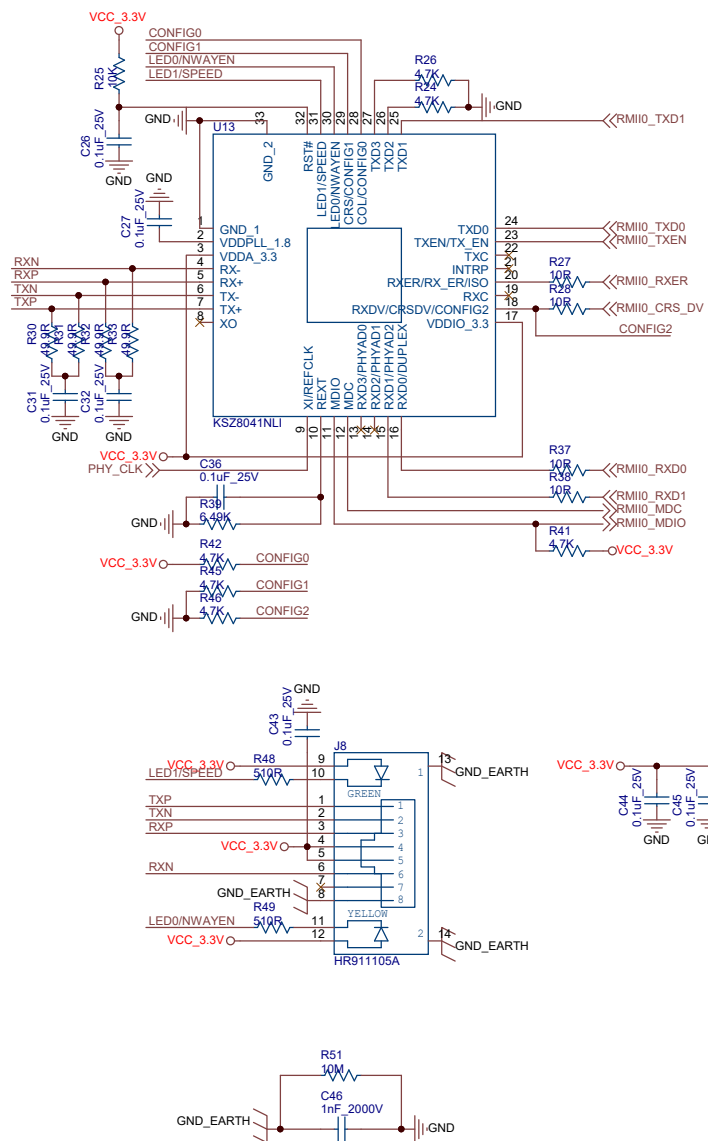 VCC_3.3V
CONFIG0
CONFIG1
LED0/NWAYEN
LED1/SPEED
R25
10K
R26
4.7K
R24
4.7K
GND
C26
0.1uF_25V
GND
GND
U13
33
32
31
30
29
28
27
26
25
RMII0_TXD1
GND_2
RST#
LED1/SPEED
LED0/NWAYEN
CRS/CONFIG1
COL/CONFIG0
TXD3
TXD2
TXD1
GND
C27
0.1uF_25V
1
GND_1
2
VDDPLL_1.8
3
VDDA_3.3
RXN
4
RX-
RXP
5
RX+
TXN
6
TX-
TXP
7
TX+
8
XO
TXD0
24
RMII0_TXD0
TXEN/TX_EN
23
RMII0_TXEN
TXC
22
INTRP
21
RXER/RX_ER/ISO
20
R27
10R
RMII0_RXER
RXC
19
R28
10R
RXDV/CRSDV/CONFIG2
18
RMII0_CRS_DV
VDDIO_3.3
17
CONFIG2
R30
49.9R
R31
49.9R
R32
49.9R
R33
49.9R
C31
0.1uF_25V
C32
0.1uF_25V
GND
GND
XI/REFCLK
REXT
MDIO
MDC
RXD3/PHYAD0
RXD2/PHYAD1
RXD1/PHYAD2
RXD0/DUPLEX
KSZ8041NLI
9
10
11
12
13
14
15
16
VCC_3.3V
PHY_CLK
C36
0.1uF_25V
R37
10R
RMII0_RXD0
R38
10R
RMII0_RXD1
RMII0_MDC
RMII0_MDIO
R39
6.49K
GND
R41
4.7K
VCC_3.3V
R42
4.7K
VCC_3.3V
CONFIG0
R45
4.7K
CONFIG1
R46
4.7K
CONFIG2
GND
GND
C43
0.1uF_25V
J8
VCC_3.3V
9
R48
510R
LED1/SPEED
10
GREEN
1
13
GND_EARTH
TXP
1
1
TXN
2
2
RXP
3
3
VCC_3.3V
4
4
5
5
RXN
6
6
7
7
GND_EARTH
8
8
R49
510R
YELLOW
LED0/NWAYEN
11
VCC_3.3V
12
2
14
GND_EARTH
HR911105A
VCC_3.3V
C44
0.1uF_25V
C45
0.1uF_25V
GND
R51
10M
C46
1nF_2000V
GND_EARTH
GND